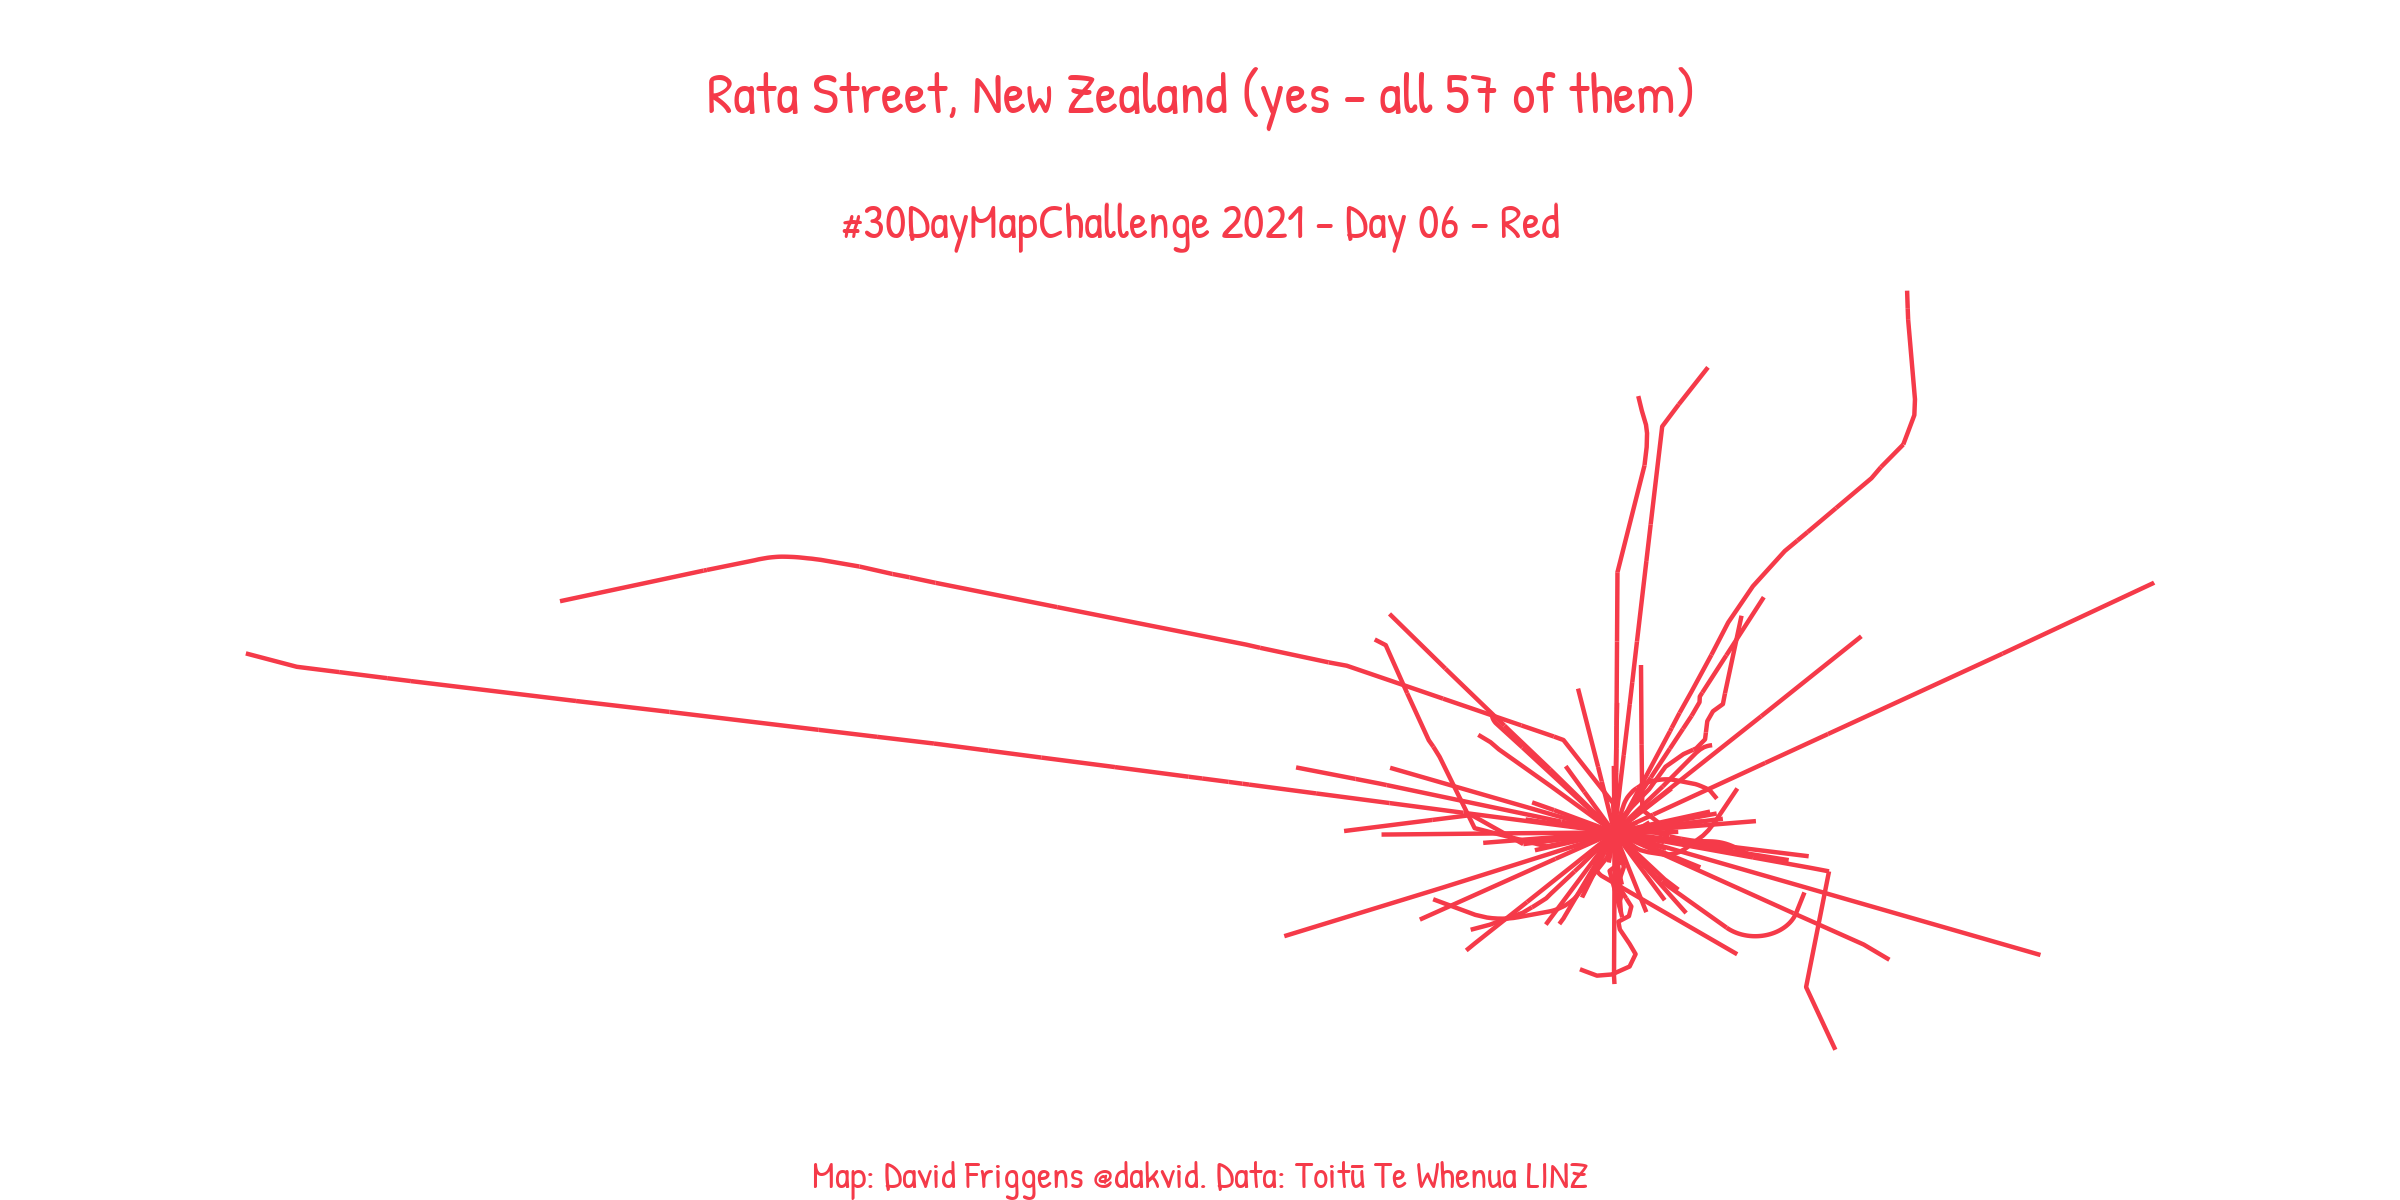 Rata Street, New Zealand (yes - all 57 of them)
#30DayMapChallenge 2021 - Day 06 - Red
Map: David Friggens @dakvid. Data: Toitū Te Whenua LINZ